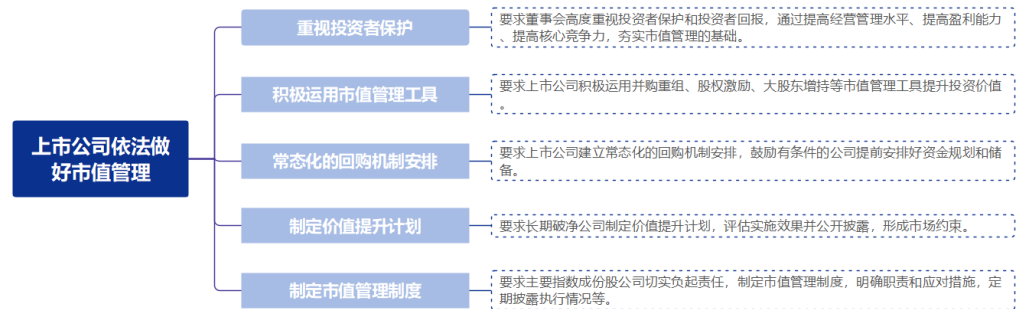 上市公司依法做
好市值管理
重视投资者保护
要求董事会高度重视投资者保护和投资者回报，通过提高经营管理水平、提高盈利能力
、提高核心竞争力，夯实市值管理的基础。
积极运用市值管理工具
要求上市公司积极运用并购重组、股权激励、大股东增持等市值管理工具提升投资价值
。
常态化的回购机制安排
要求上市公司建立常态化的回购机制安排，鼓励有条件的公司提前安排好资金规划和储
备。
制定价值提升计划
要求长期破净公司制定价值提升计划，评估实施效果并公开披露，形成市场约束。
制定市值管理制度
要求主要指数成份股公司切实负起责任，制定市值管理制度，明确职责和应对措施，定
期披露执行情况等。